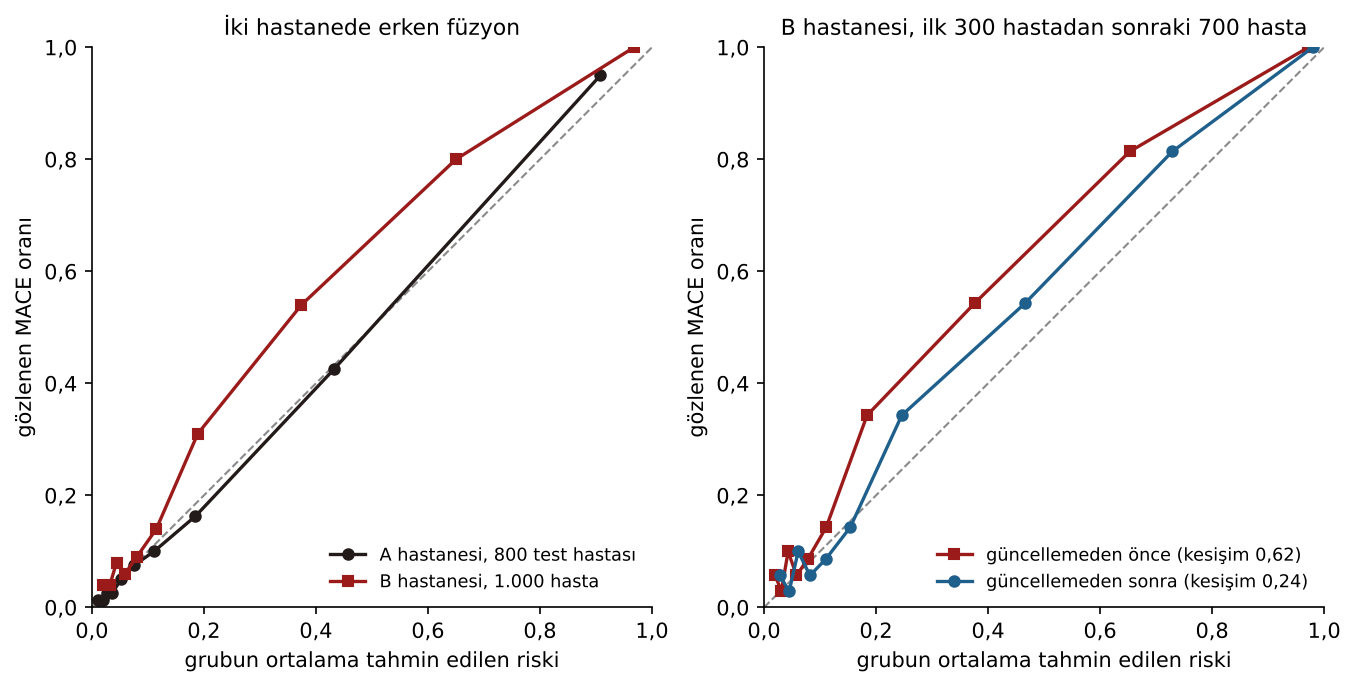 İki hastanede erken füzyon
gözlenen MACE oranı
1,0
0,8
0,6
0,4
0,2
0,0
0,0 0,2 0,4 0,6 0,8 1,0
grubun ortalama tahmin edilen riski
A hastanesi, 800 test hastası
B hastanesi, 1.000 hasta
B hastanesi, ilk 300 hastadan sonraki 700 hasta
gözlenen MACE oranı
1,0
0,8
0,6
0,4
0,2
0,0
0,0 0,2 0,4 0,6 0,8 1,0
grubun ortalama tahmin edilen riski
güncellemeden önce (kesişim 0,62)
güncellemeden sonra (kesişim 0,24)